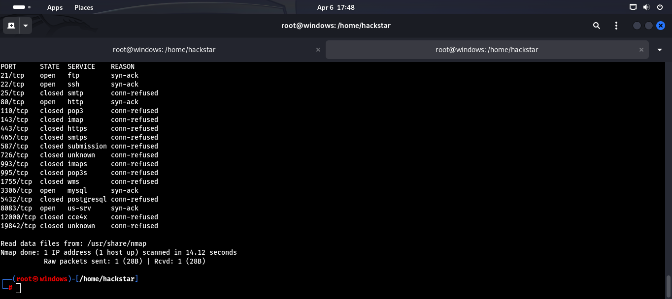 Apps Places Apr 6 17:48
root@windows: /home/hackstar
root@windows: /home/hackstar × root@windows: /home/hackstar ×
PORT STATE SERVICE REASON
21/tcp open ftp syn-ack
22/tcp open ssh syn-ack
25/tcp closed smtp conn-refused
80/tcp open http syn-ack
110/tcp closed pop3 conn-refused
143/tcp closed imap conn-refused
443/tcp closed https conn-refused
465/tcp closed smtps conn-refused
587/tcp closed submission conn-refused
726/tcp closed unknown conn-refused
993/tcp closed imaps conn-refused
995/tcp closed pop3s conn-refused
1755/tcp closed wms conn-refused
3306/tcp open mysql syn-ack
5432/tcp closed postgresql conn-refused
8083/tcp open us-srv syn-ack
12000/tcp closed cce4x conn-refused
19842/tcp closed unknown conn-refused
Read data files from: /usr/share/nmap
Nmap done: 1 IP address (1 host up) scanned in 14.12 seconds
Raw packets sent: 1 (28B) | Rcvd: 1 (28B)
(root㉿windows)-[/home/hackstar]
#